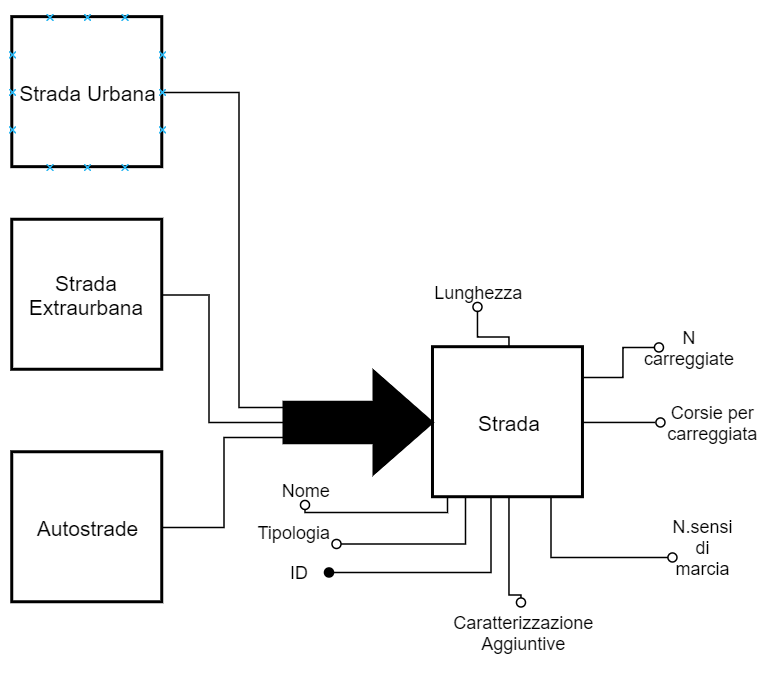 Strada Urbana
Strada
Extraurbana
Autostrade
Lunghezza
N
carreggiate
Strada
Corsie per
carreggiata
Nome
Tipologia
ID
N.sensi
di
marcia
Caratterizzazione
Aggiuntive